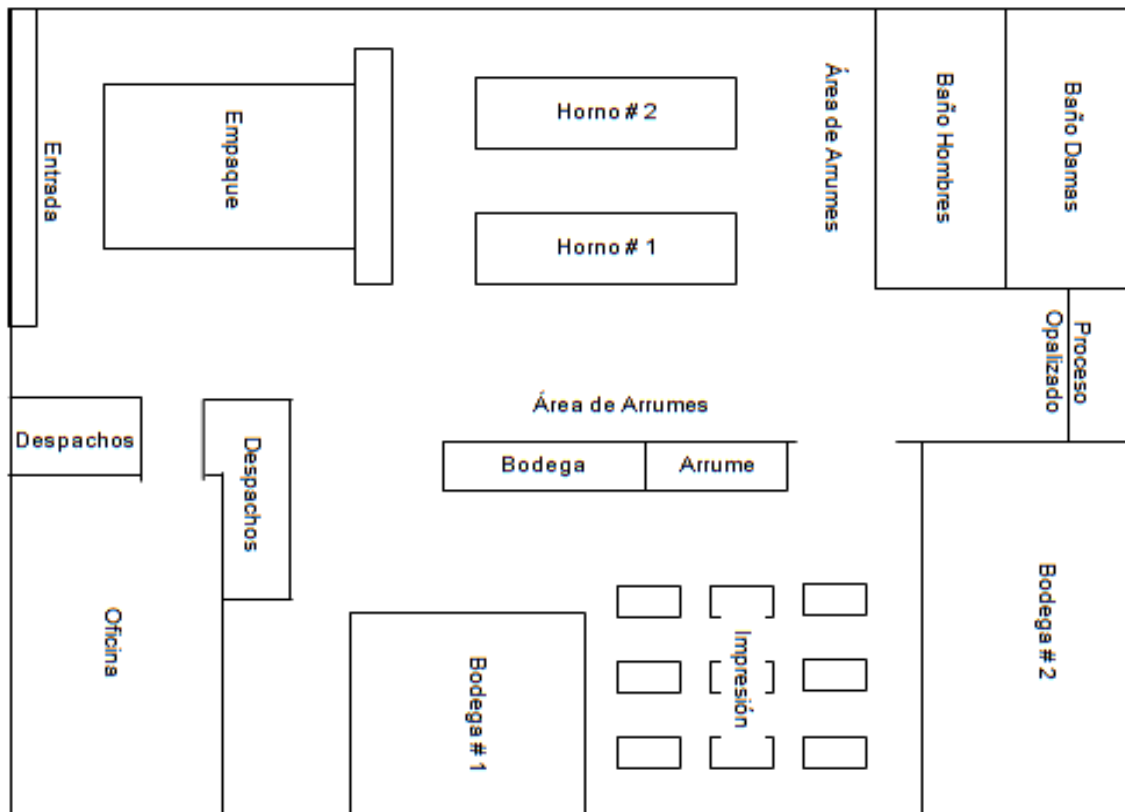 Entrada
Empaque
Horno # 2
Horno # 1
Área de Arrumes
Baño Hombres
Baño Damas
Proceso
Opalizado
Despachos
Despachos
Área de Arrumes
Bodega
Arrume
Oficina
Bodega # 1
Impresión
Bodega # 2